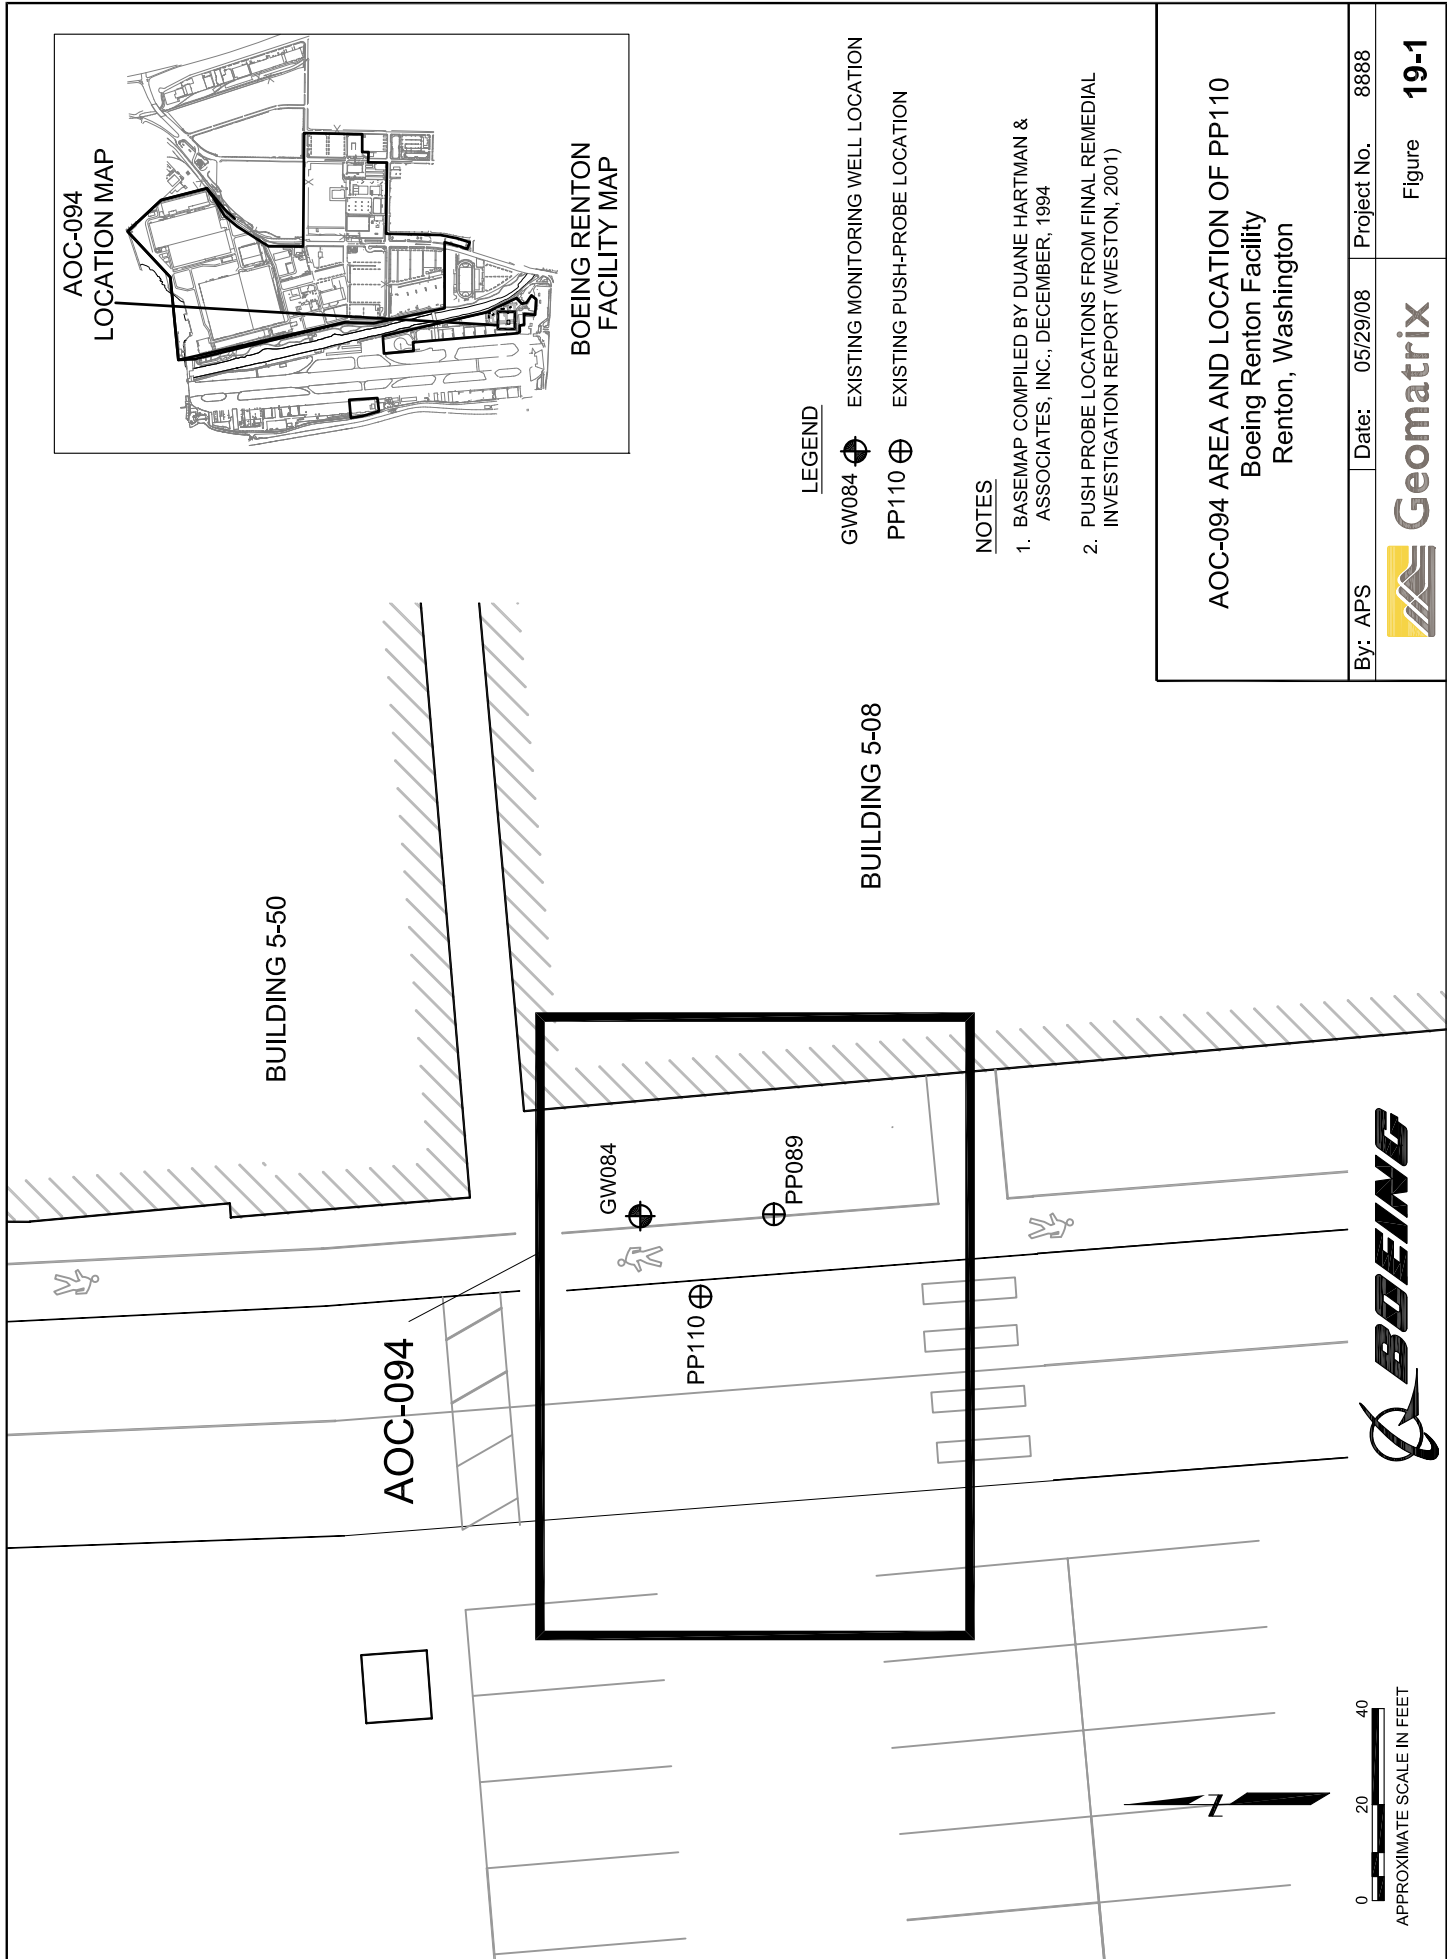 AOC-094
LOCATION MAP
BOEING RENTON
FACILITY MAP
BUILDING 5-50
BUILDING 5-08
AOC-094
GW084
PP089
PP110
LEGEND
GW084 EXISTING MONITORING WELL LOCATION
PP110 EXISTING PUSH-PROBE LOCATION
NOTES
1. BASEMAP COMPILED BY DUANE HARTMAN &
ASSOCIATES, INC., DECEMBER, 1994
2. PUSH PROBE LOCATIONS FROM FINAL REMEDIAL
INVESTIGATION REPORT (WESTON, 2001)
0 20 40
APPROXIMATE SCALE IN FEET
N
BOEING
AOC-094 AREA AND LOCATION OF PP110
Boeing Renton Facility
Renton, Washington
By: APS Date: 05/29/08 Project No. 8888
Geomatrix Figure 19-1